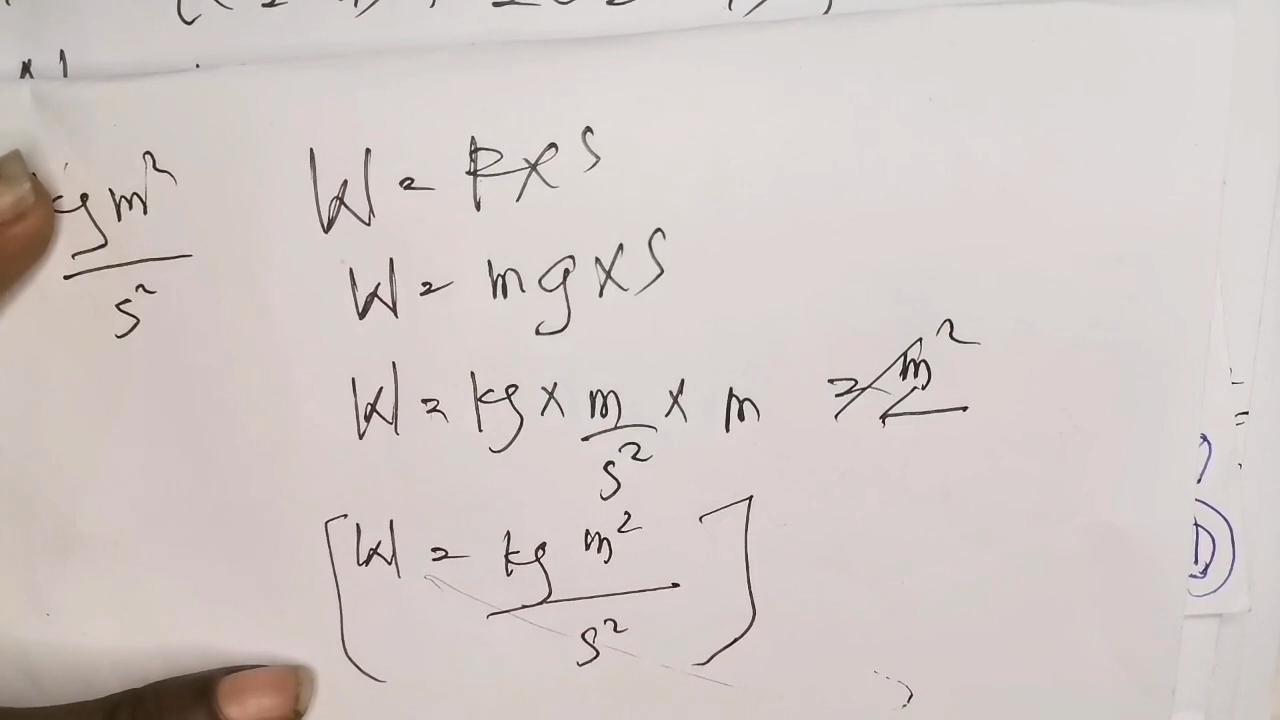 kg m²
s²
W = F × S
W = mg × S
W = kg × m/s² × m = m²
[W = kg m²/s²]
D